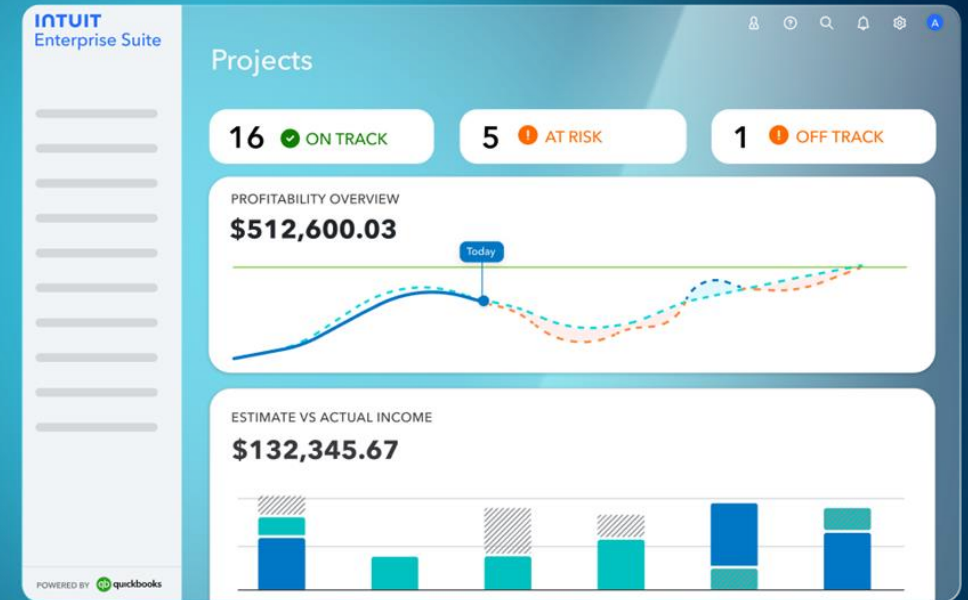 INTUIT
Enterprise Suite
A
Projects
16 ON TRACK
5 AT RISK
1 OFF TRACK
PROFITABILITY OVERVIEW
$512,600.03
Today
ESTIMATE VS ACTUAL INCOME
$132,345.67
POWERED BY qb quickbooks